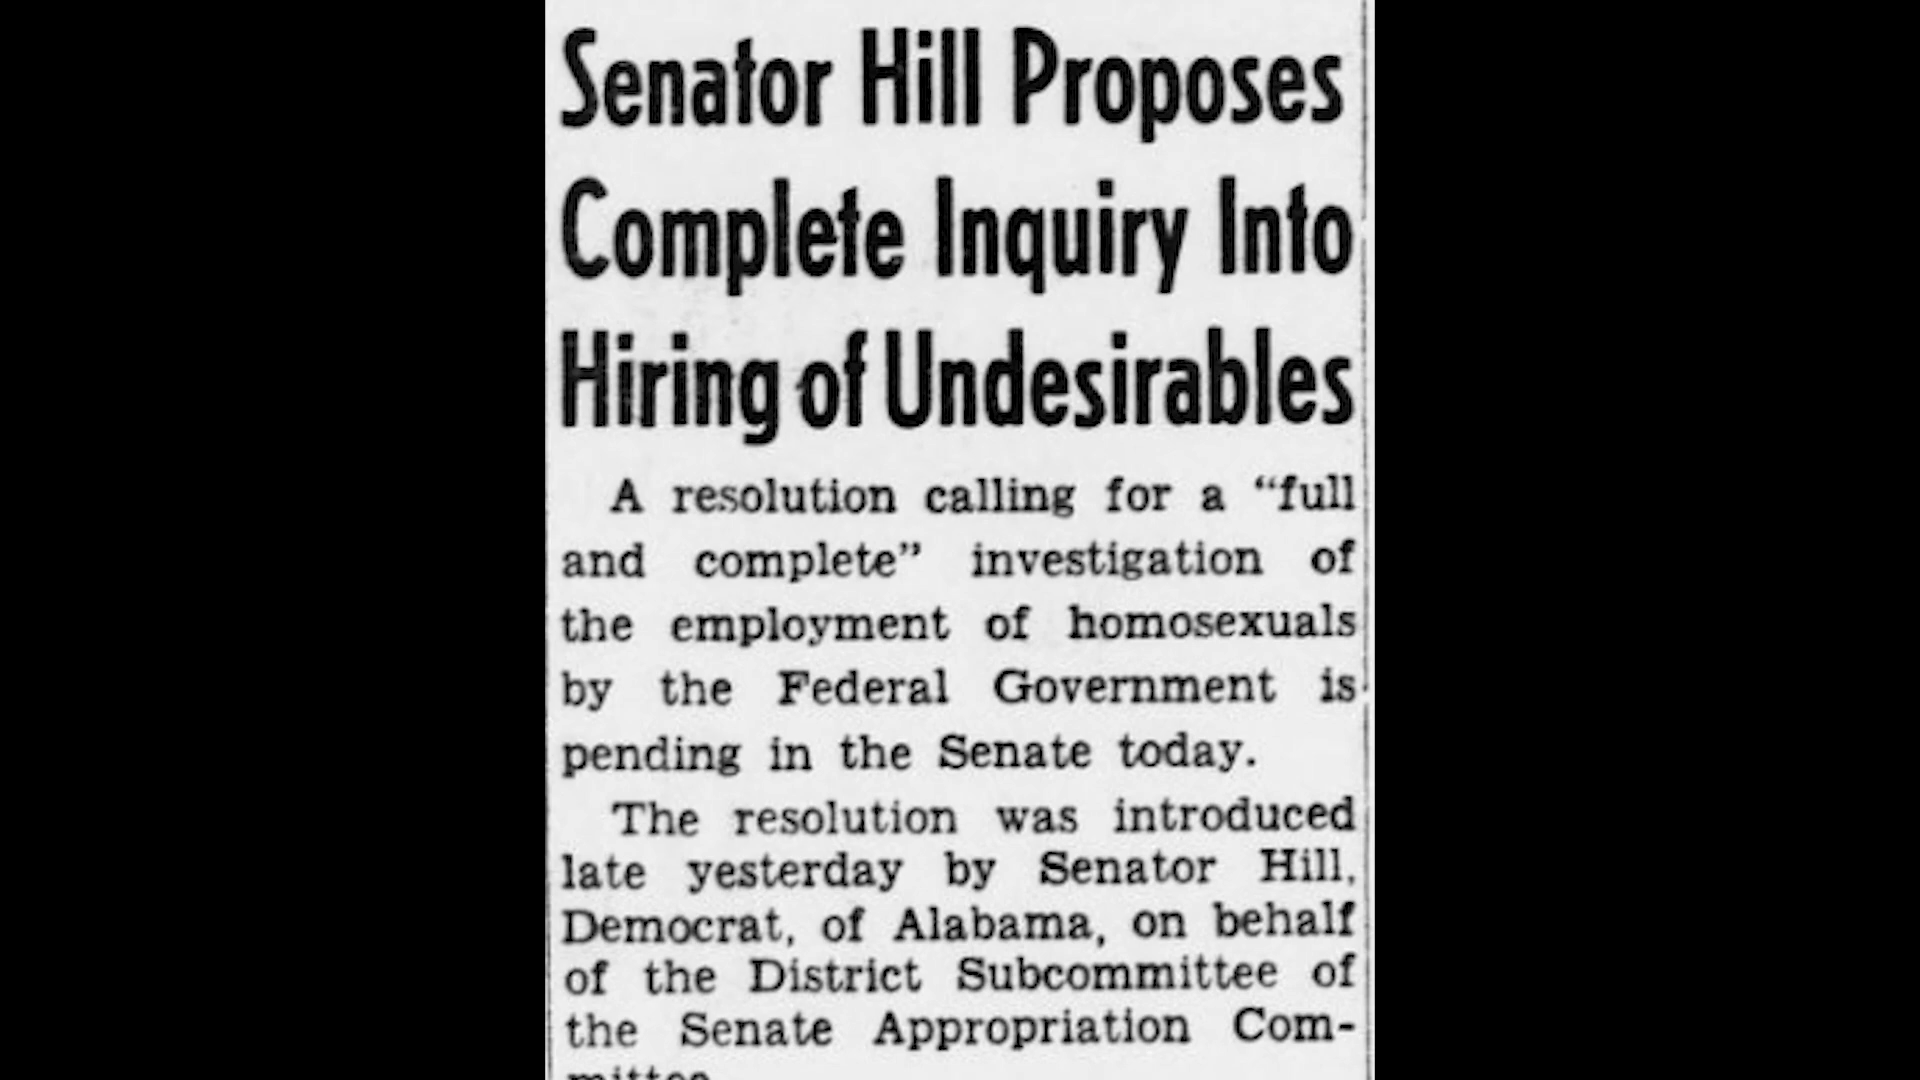 Senator Hill Proposes
Complete Inquiry Into
Hiring of Undesirables
A resolution calling for a “full
and complete” investigation of
the employment of homosexuals
by the Federal Government is
pending in the Senate today.
The resolution was introduced
late yesterday by Senator Hill,
Democrat, of Alabama, on behalf
of the District Subcommittee of
the Senate Appropriation Com-
mittee